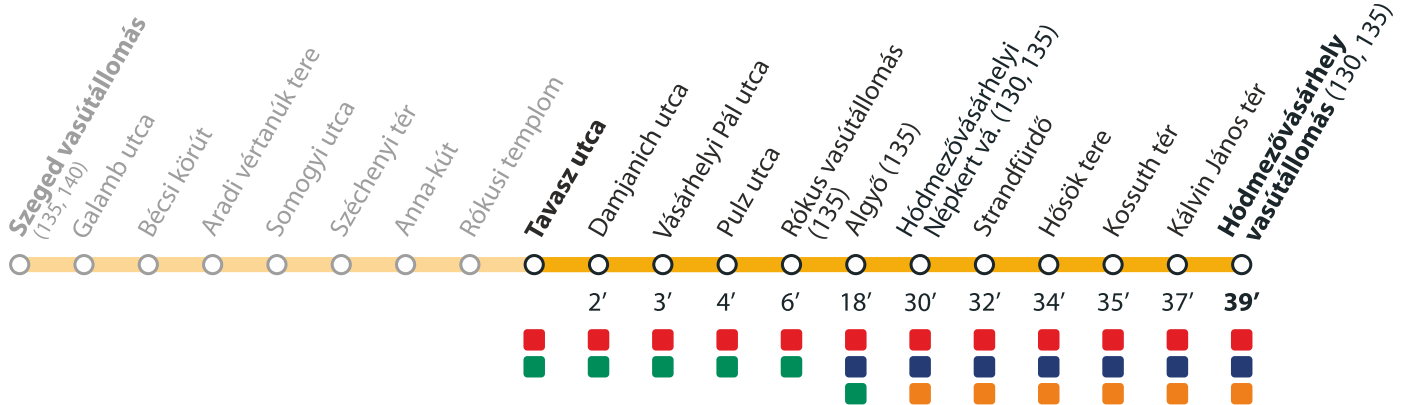 Szeged vasútállomás
(135, 140)
Galamb utca
Bécsi körút
Aradi vértanúk tere
Somogyi utca
Széchenyi tér
Anna-kút
Rókusi templom
Tavasz utca
Damjanich utca
Vásárhelyi Pál utca
Pulz utca
Rókus vasútállomás
(135)
Algyő (135)
Hódmezővásárhelyi
Népkert vá. (130, 135)
Strandfürdő
Hősök tere
Kossuth tér
Kálvin János tér
Hódmezővásárhely
vasútállomás (130, 135)
2’ 3’ 4’ 6’ 18’ 30’ 32’ 34’ 35’ 37’ 39’